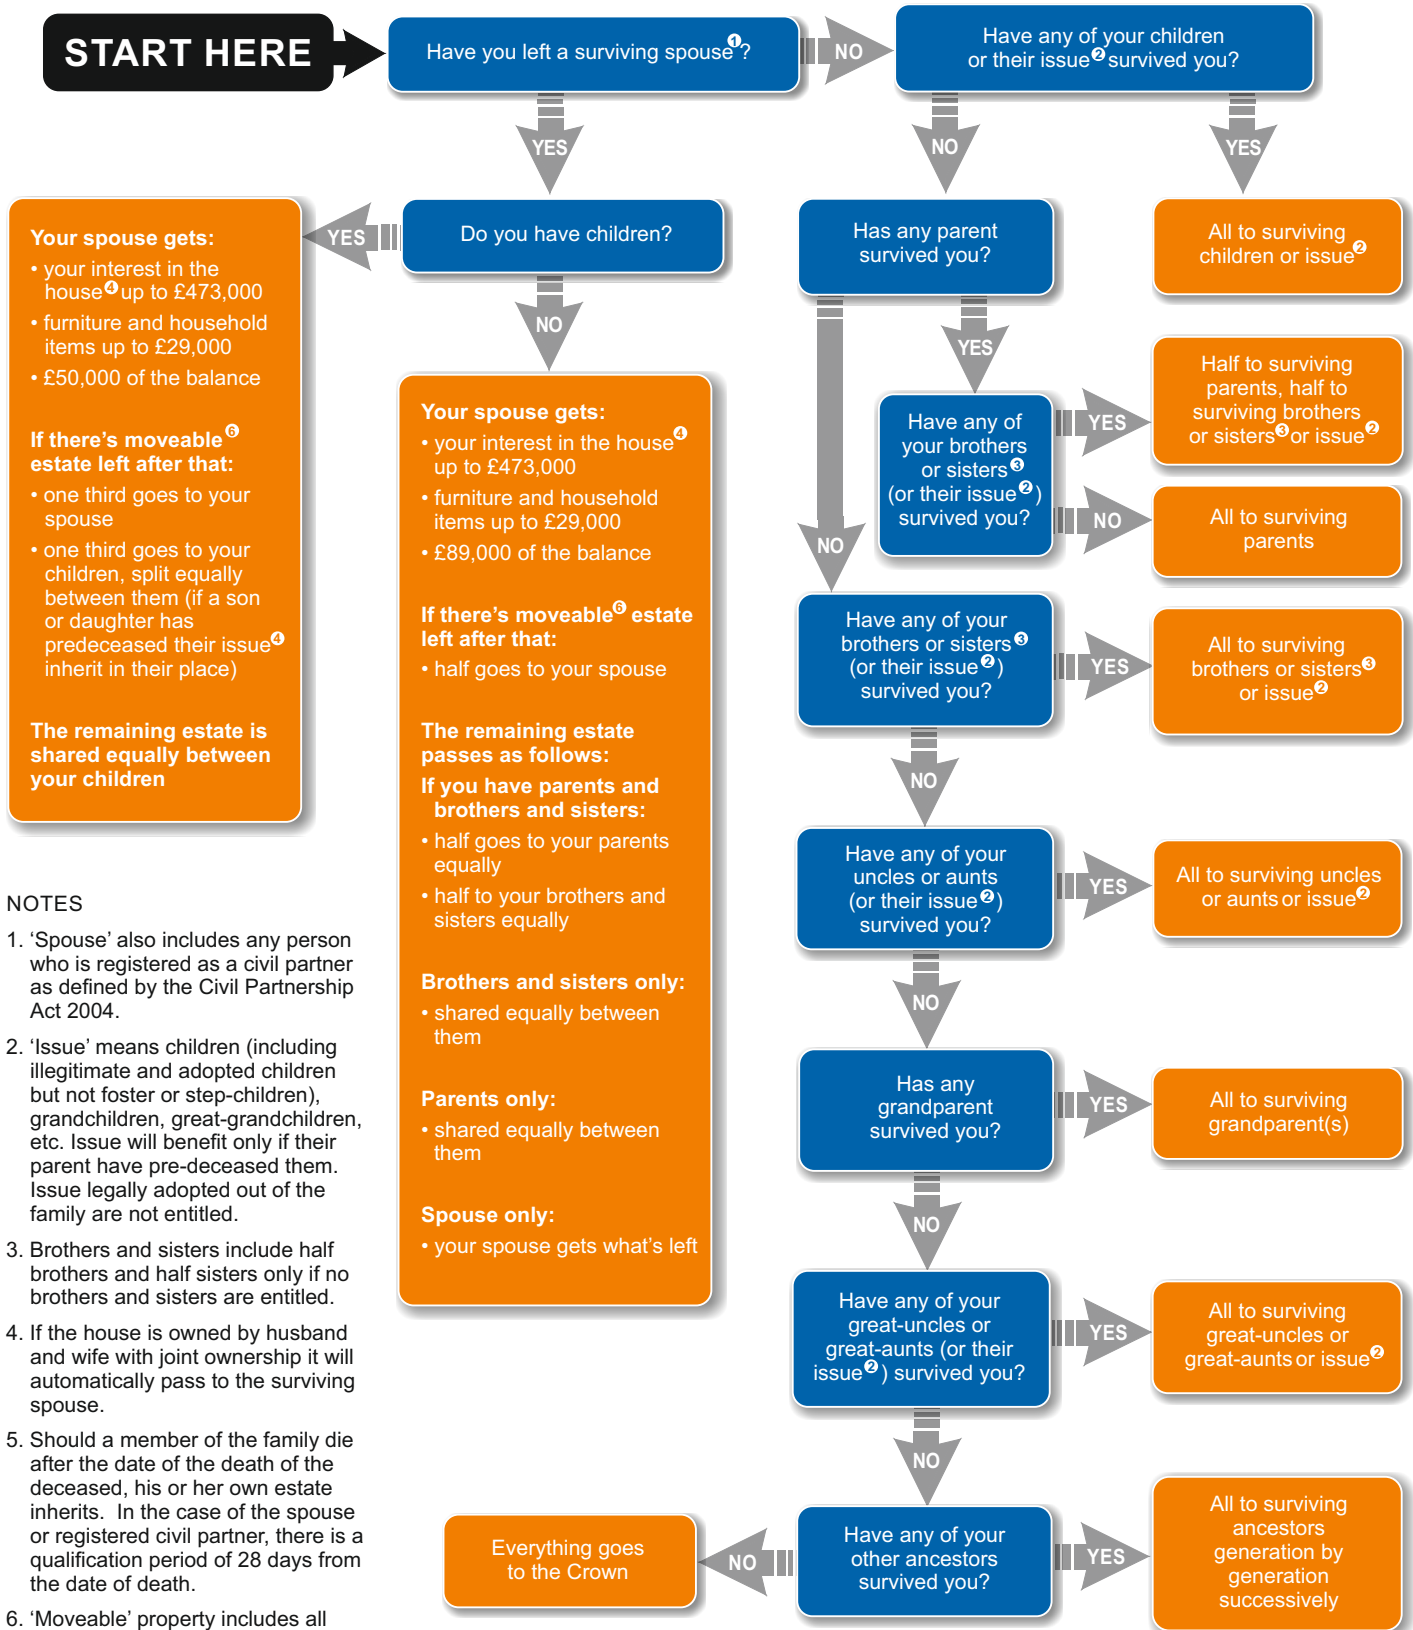 START HERE
Have you left a surviving spouse❶?
NO
Have any of your children
or their issue❷ survived you?
YES
NO
YES
Your spouse gets:
• your interest in the
house❹ up to £473,000
• furniture and household
items up to £29,000
• £50,000 of the balance
If there’s moveable❻
estate left after that:
• one third goes to your
spouse
• one third goes to your
children, split equally
between them (if a son
or daughter has
predeceased their issue❹
inherit in their place)
The remaining estate is
shared equally between
your children
YES
Do you have children?
NO
Your spouse gets:
• your interest in the house❹
up to £473,000
• furniture and household
items up to £29,000
• £89,000 of the balance
If there’s moveable❻ estate
left after that:
• half goes to your spouse
The remaining estate
passes as follows:
If you have parents and
brothers and sisters:
• half goes to your parents
equally
• half to your brothers and
sisters equally
Brothers and sisters only:
• shared equally between
them
Parents only:
• shared equally between
them
Spouse only:
• your spouse gets what’s left
Has any parent
survived you?
All to surviving
children or issue❷
YES
NO
Have any of
your brothers
or sisters❸
(or their issue❷)
survived you?
YES
Half to surviving
parents, half to
surviving brothers
or sisters❸ or issue❷
NO
All to surviving
parents
Have any of your
brothers or sisters❸
(or their issue❷)
survived you?
YES
All to surviving
brothers or sisters❸
or issue❷
NO
Have any of your
uncles or aunts
(or their issue❷)
survived you?
YES
All to surviving uncles
or aunts or issue❷
NO
Has any
grandparent
survived you?
YES
All to surviving
grandparent(s)
NO
Have any of your
great-uncles or
great-aunts (or their
issue❷) survived you?
YES
All to surviving
great-uncles or
great-aunts or issue❷
NO
Have any of your
other ancestors
survived you?
YES
All to surviving
ancestors
generation by
generation
successively
NO
Everything goes
to the Crown
NOTES
1. ‘Spouse’ also includes any person
who is registered as a civil partner
as defined by the Civil Partnership
Act 2004.
2. ‘Issue’ means children (including
illegitimate and adopted children
but not foster or step-children),
grandchildren, great-grandchildren,
etc. Issue will benefit only if their
parent have pre-deceased them.
Issue legally adopted out of the
family are not entitled.
3. Brothers and sisters include half
brothers and half sisters only if no
brothers and sisters are entitled.
4. If the house is owned by husband
and wife with joint ownership it will
automatically pass to the surviving
spouse.
5. Should a member of the family die
after the date of the death of the
deceased, his or her own estate
inherits. In the case of the spouse
or registered civil partner, there is a
qualification period of 28 days from
the date of death.
6. ‘Moveable’ property includes all